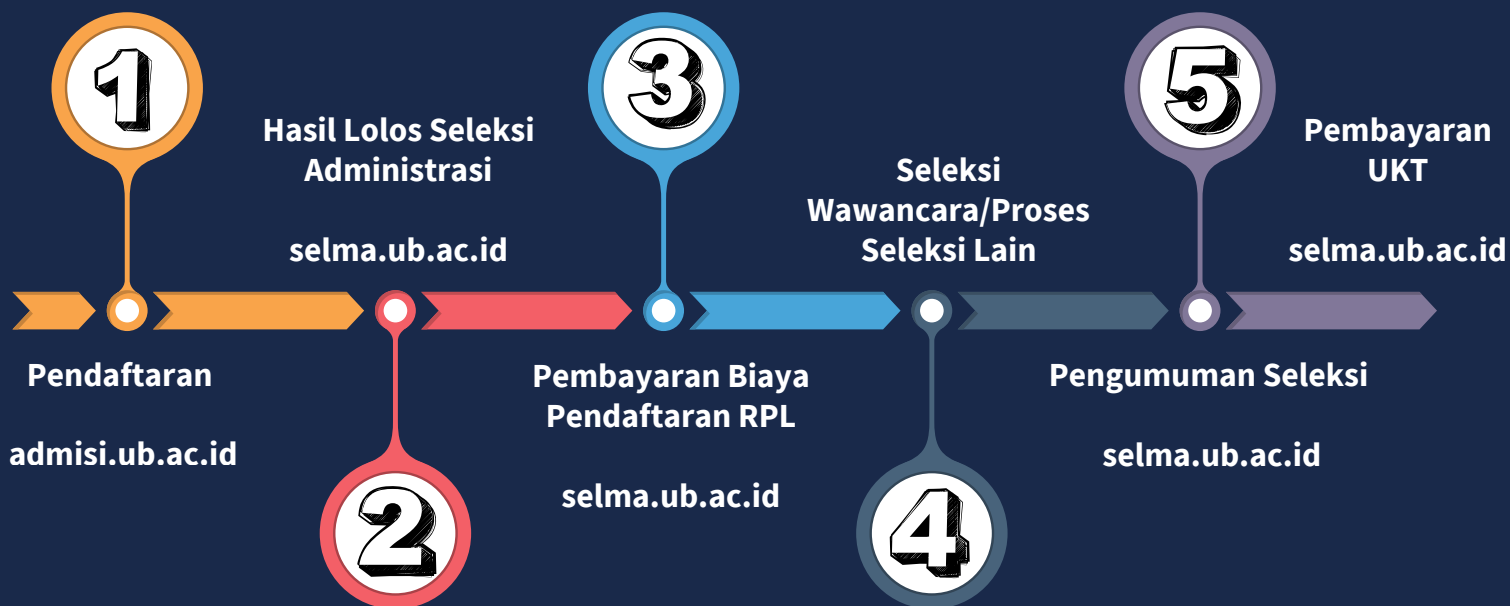 1
Pendaftaran
admisi.ub.ac.id
Hasil Lolos Seleksi
Administrasi
selma.ub.ac.id
2
3
Pembayaran Biaya
Pendaftaran RPL
selma.ub.ac.id
Seleksi
Wawancara/Proses
Seleksi Lain
4
5
Pengumuman Seleksi
selma.ub.ac.id
Pembayaran
UKT
selma.ub.ac.id